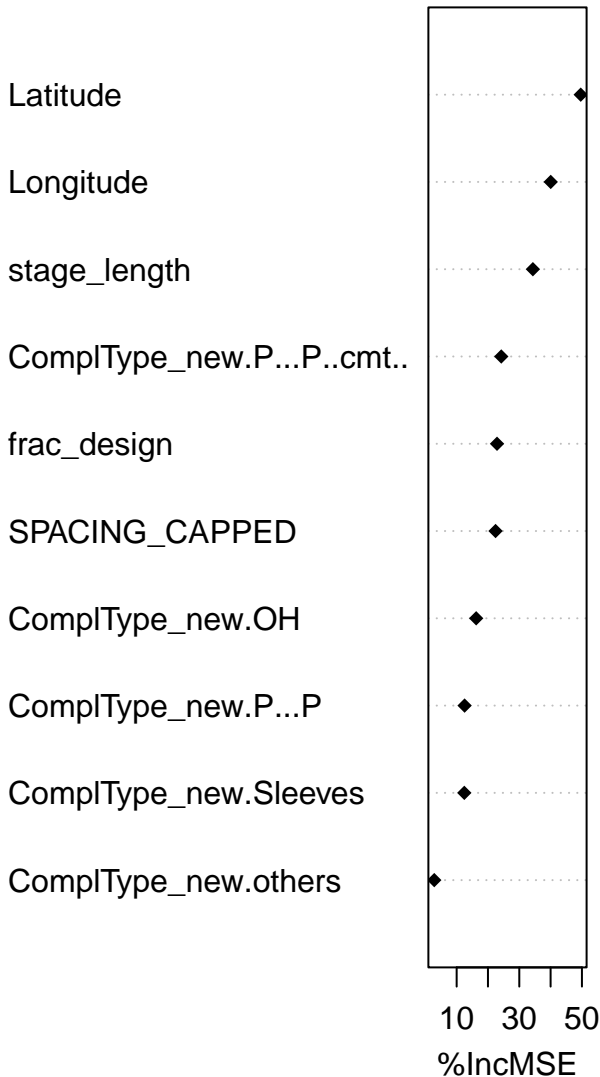 Latitude
Longitude
stage_length
ComplType_new.P...P..cmt..
frac_design
SPACING_CAPPED
ComplType_new.OH
ComplType_new.P...P
ComplType_new.Sleeves
ComplType_new.others
10 30 50
%IncMSE